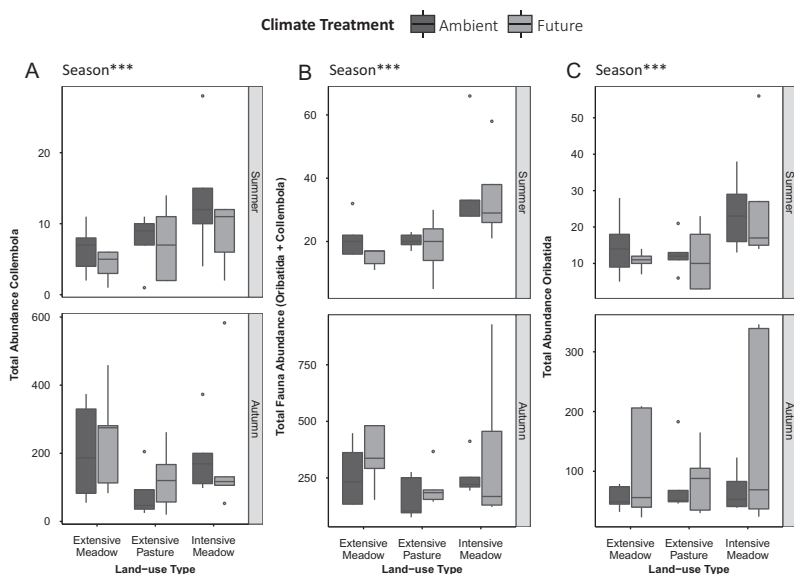 Climate Treatment Ambient Future
A Season***
Total Abundance Collembola
20
10
0
Summer
600
400
200
0
Autumn
Extensive Meadow
Extensive Pasture
Intensive Meadow
Land-use Type
B Season***
Total Fauna Abundance (Oribatida + Collembola)
60
40
20
Summer
750
500
250
Autumn
Extensive Meadow
Extensive Pasture
Intensive Meadow
Land-use Type
C Season***
Total Abundance Oribatida
50
40
30
20
10
Summer
300
200
100
Autumn
Extensive Meadow
Extensive Pasture
Intensive Meadow
Land-use Type